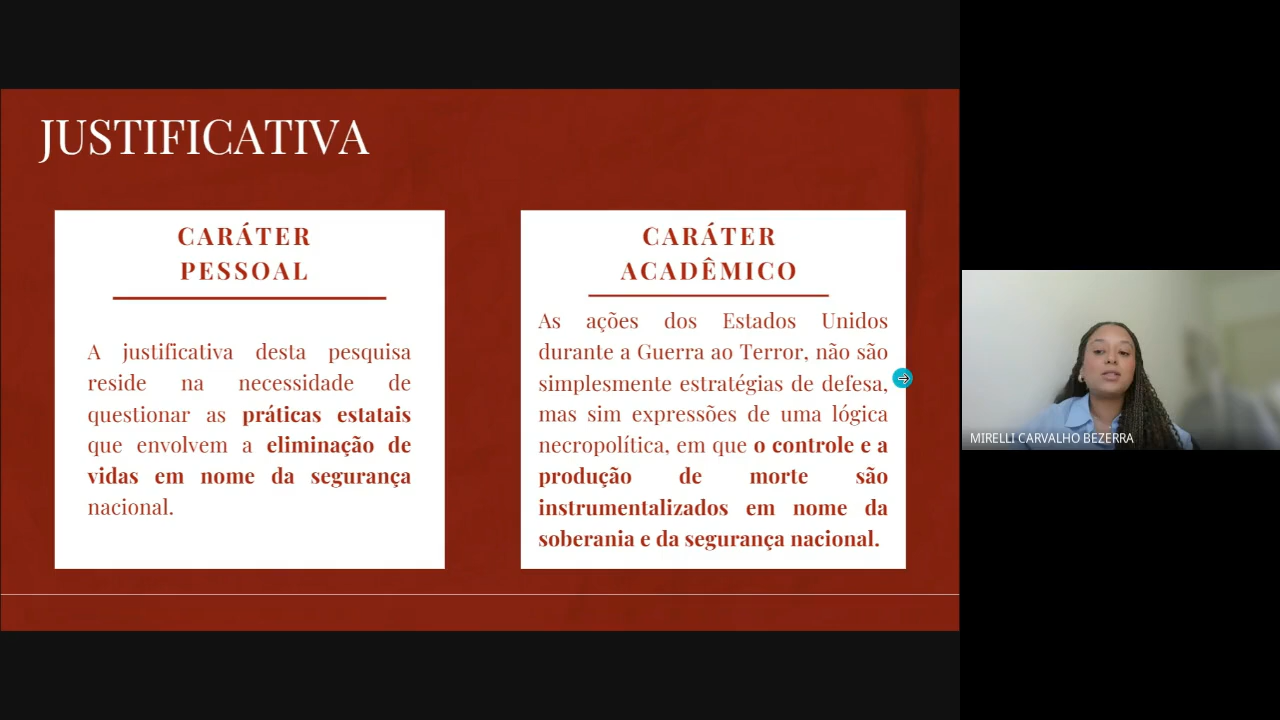 JUSTIFICATIVA
CARÁTER
PESSOAL
A justificativa desta pesquisa
reside na necessidade de
questionar as práticas estatais
que envolvem a eliminação de
vidas em nome da segurança
nacional.
CARÁTER
ACADÊMICO
As ações dos Estados Unidos
durante a Guerra ao Terror, não são
simplesmente estratégias de defesa,
mas sim expressões de uma lógica
necropolítica, em que o controle e a
produção de morte são
instrumentalizados em nome da
soberania e da segurança nacional.
MIRELLI CARVALHO BEZERRA